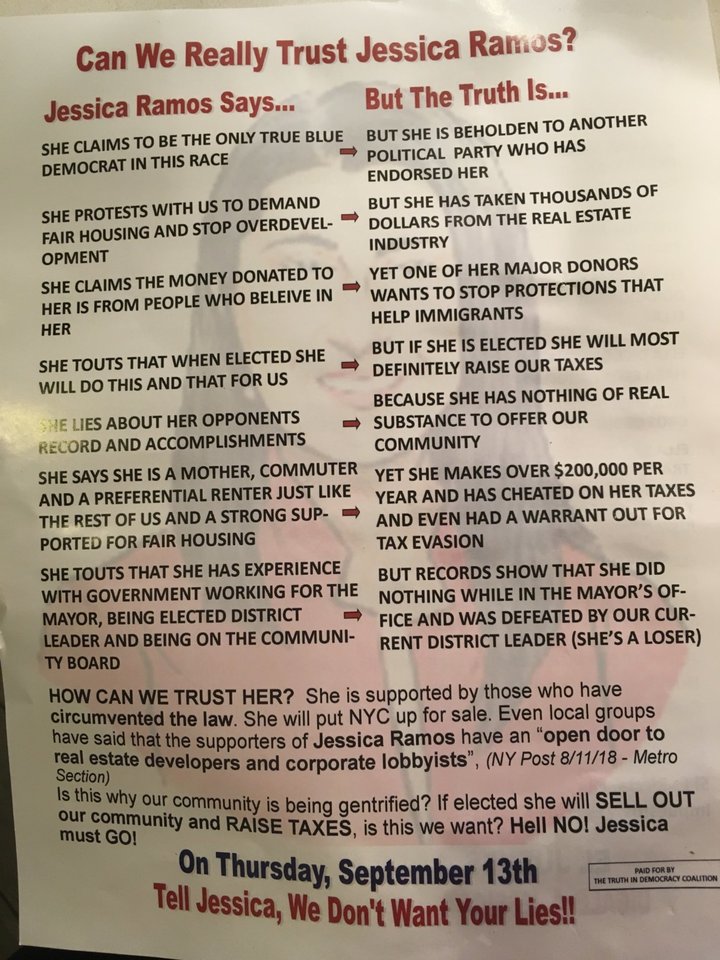 Can We Really Trust Jessica Ramos?
Jessica Ramos Says...
But The Truth Is...
SHE CLAIMS TO BE THE ONLY TRUE BLUE
DEMOCRAT IN THIS RACE
BUT SHE IS BEHOLDEN TO ANOTHER
POLITICAL PARTY WHO HAS
ENDORSED HER
SHE PROTESTS WITH US TO DEMAND
FAIR HOUSING AND STOP OVERDEVEL-
OPMENT
BUT SHE HAS TAKEN THOUSANDS OF
DOLLARS FROM THE REAL ESTATE
INDUSTRY
SHE CLAIMS THE MONEY DONATED TO
HER IS FROM PEOPLE WHO BELEIVE IN
HER
YET ONE OF HER MAJOR DONORS
WANTS TO STOP PROTECTIONS THAT
HELP IMMIGRANTS
SHE TOUTS THAT WHEN ELECTED SHE
WILL DO THIS AND THAT FOR US
BUT IF SHE IS ELECTED SHE WILL MOST
DEFINITELY RAISE OUR TAXES
SHE LIES ABOUT HER OPPONENTS
RECORD AND ACCOMPLISHMENTS
BECAUSE SHE HAS NOTHING OF REAL
SUBSTANCE TO OFFER OUR
COMMUNITY
SHE SAYS SHE IS A MOTHER, COMMUTER
AND A PREFERENTIAL RENTER JUST LIKE
THE REST OF US AND A STRONG SUP-
PORTED FOR FAIR HOUSING
YET SHE MAKES OVER $200,000 PER
YEAR AND HAS CHEATED ON HER TAXES
AND EVEN HAD A WARRANT OUT FOR
TAX EVASION
SHE TOUTS THAT SHE HAS EXPERIENCE
WITH GOVERNMENT WORKING FOR THE
MAYOR, BEING ELECTED DISTRICT
LEADER AND BEING ON THE COMMUNI-
TY BOARD
BUT RECORDS SHOW THAT SHE DID
NOTHING WHILE IN THE MAYOR'S OF-
FICE AND WAS DEFEATED BY OUR CUR-
RENT DISTRICT LEADER (SHE'S A LOSER)
HOW CAN WE TRUST HER? She is supported by those who have
circumvented the law. She will put NYC up for sale. Even local groups
have said that the supporters of Jessica Ramos have an "open door to
real estate developers and corporate lobbyists", (NY Post 8/11/18 - Metro
Section)
Is this why our community is being gentrified? If elected she will SELL OUT
our community and RAISE TAXES, is this we want? Hell NO! Jessica
must GO!
On Thursday, September 13th
Tell Jessica, We Don't Want Your Lies!!
PAID FOR BY
THE TRUTH IN DEMOCRACY COALITION